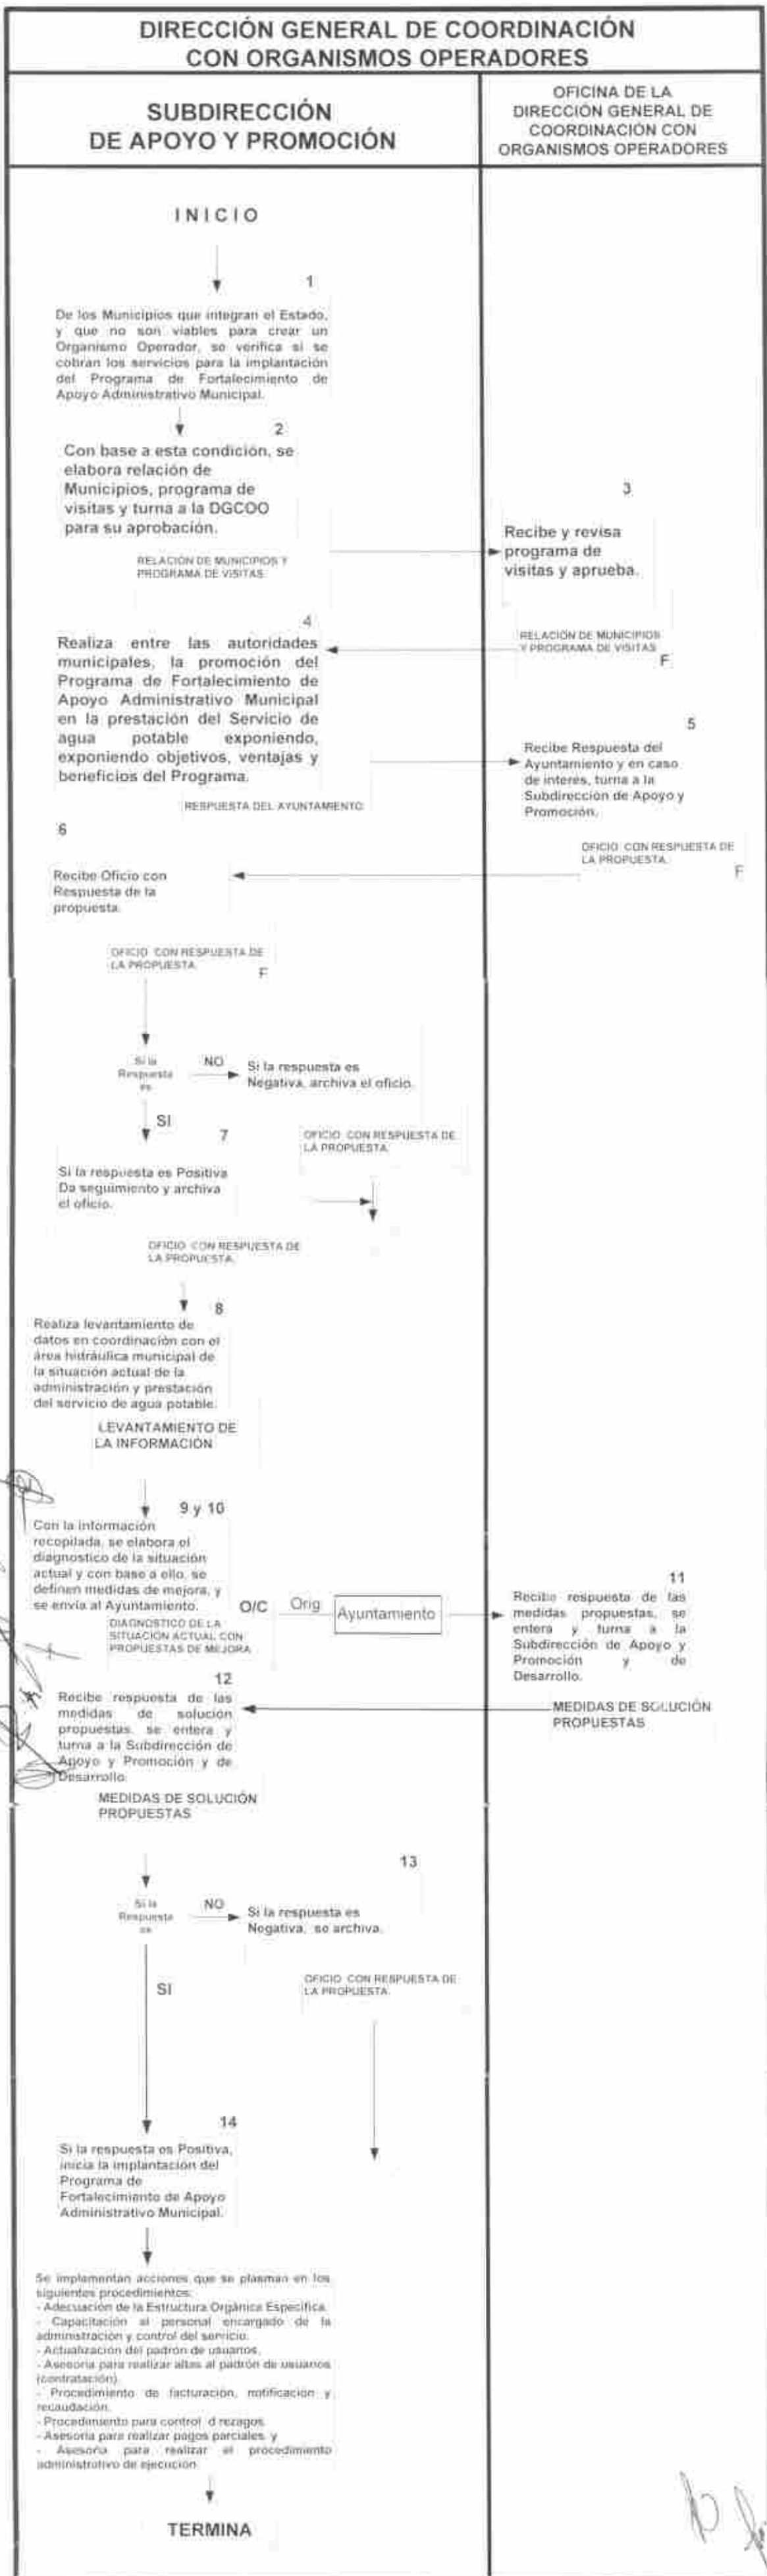 DIRECCIÓN GENERAL DE COORDINACIÓN
CON ORGANISMOS OPERADORES
SUBDIRECCIÓN
DE APOYO Y PROMOCIÓN
OFICINA DE LA
DIRECCIÓN GENERAL DE
COORDINACIÓN CON
ORGANISMOS OPERADORES
INICIO
1
De los Municipios que integran el Estado,
y que no son viables para crear un
Organismo Operador, se verifica si se
cobran los servicios para la implantación
del Programa de Fortalecimiento de
Apoyo Administrativo Municipal.
2
Con base a esta condición, se
elabora relación de
Municipios, programa de
visitas y turna a la DGCOO
para su aprobación.
RELACIÓN DE MUNICIPIOS Y
PROGRAMA DE VISITAS
3
Recibe y revisa
programa de
visitas y aprueba.
RELACIÓN DE MUNICIPIOS
Y PROGRAMA DE VISITAS
F
4
Realiza entre las autoridades
municipales, la promoción del
Programa de Fortalecimiento de
Apoyo Administrativo Municipal
en la prestación del Servicio de
agua potable exponiendo,
exponiendo objetivos, ventajas y
beneficios del Programa.
RESPUESTA DEL AYUNTAMIENTO
5
Recibe Respuesta del
Ayuntamiento y en caso
de interés, turna a la
Subdirección de Apoyo y
Promoción.
OFICIO CON RESPUESTA DE
LA PROPUESTA.
F
6
Recibe Oficio con
Respuesta de la
propuesta.
OFICIO CON RESPUESTA DE
LA PROPUESTA.
F
Si la
Respuesta
es
NO
Si la respuesta es
Negativa, archiva el oficio.
OFICIO CON RESPUESTA DE
LA PROPUESTA.
SI
7
Si la respuesta es Positiva
Da seguimiento y archiva
el oficio.
OFICIO CON RESPUESTA DE
LA PROPUESTA.
8
Realiza levantamiento de
datos en coordinación con el
área hidráulica municipal de
la situación actual de la
administración y prestación
del servicio de agua potable.
LEVANTAMIENTO DE
LA INFORMACIÓN
9 y 10
Con la información
recopilada, se elabora el
diagnostico de la situación
actual y con base a ello, se
definen medidas de mejora, y
se envía al Ayuntamiento.
DIAGNOSTICO DE LA
SITUACIÓN ACTUAL CON
PROPUESTAS DE MEJORA
O/C
Orig
Ayuntamiento
11
Recibe respuesta de las
medidas propuestas, se
entera y turna a la
Subdirección de Apoyo y
Promoción y de
Desarrollo.
MEDIDAS DE SOLUCIÓN
PROPUESTAS
12
Recibe respuesta de las
medidas de solución
propuestas, se entera y
turna a la Subdirección de
Apoyo y Promoción y de
Desarrollo.
MEDIDAS DE SOLUCIÓN
PROPUESTAS
13
Si la
Respuesta
es
NO
Si la respuesta es
Negativa, se archiva.
OFICIO CON RESPUESTA DE
LA PROPUESTA.
SI
14
Si la respuesta es Positiva,
inicia la implantación del
Programa de
Fortalecimiento de Apoyo
Administrativo Municipal.
Se implementan acciones que se plasman en los
siguientes procedimientos:
- Adecuación de la Estructura Orgánica Especifica.
- Capacitación al personal encargado de la
administración y control del servicio.
- Actualización del padrón de usuarios.
- Asesoría para realizar altas al padrón de usuarios
(contratación).
- Procedimiento de facturación, notificación y
recaudación.
- Procedimiento para control d rezagos.
- Asesoría para realizar pagos parciales. y
- Asesoría para realizar el procedimiento
administrativo de ejecución.
TERMINA